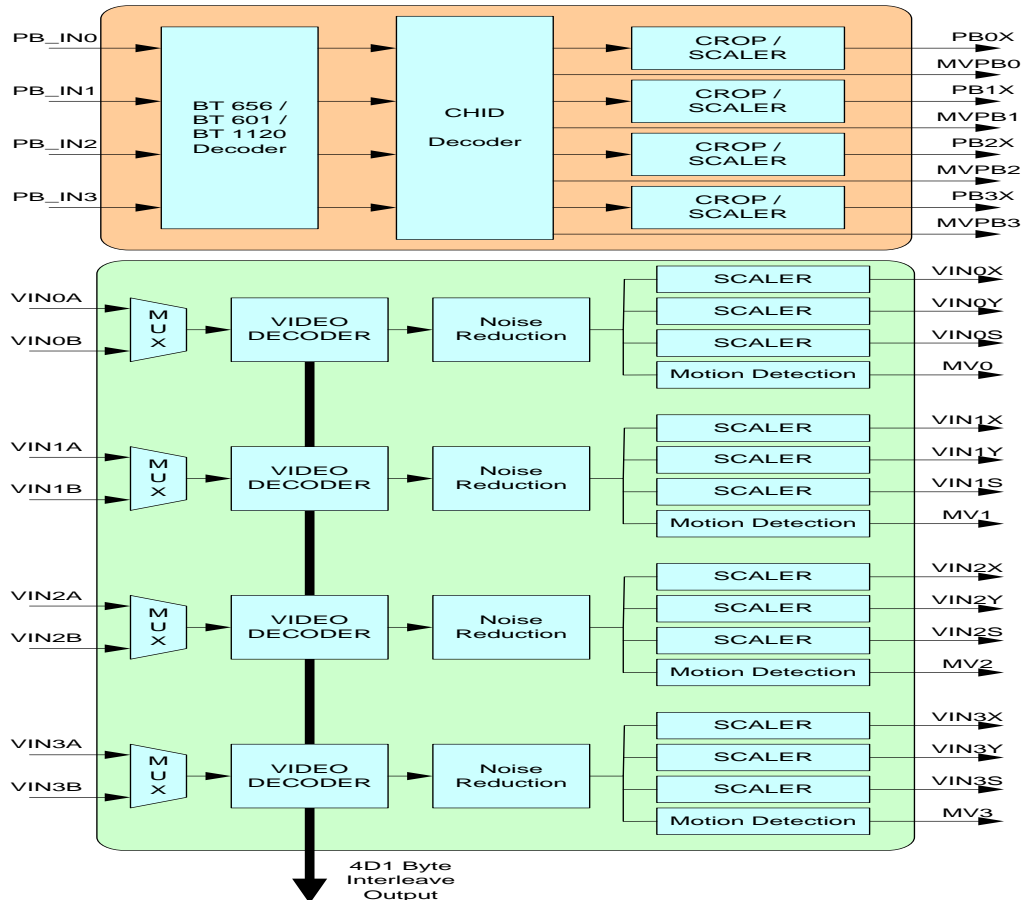 PB_IN0
PB_IN1
PB_IN2
PB_IN3
BT 656 /
BT 601 /
BT 1120
Decoder
CHID
Decoder
CROP /
SCALER
CROP /
SCALER
CROP /
SCALER
CROP /
SCALER
PB0X
MVPB0
PB1X
MVPB1
PB2X
MVPB2
PB3X
MVPB3
VIN0A
VIN0B
MUX
VIDEO
DECODER
Noise
Reduction
SCALER
SCALER
SCALER
Motion Detection
VIN0X
VIN0Y
VIN0S
MV0
VIN1A
VIN1B
MUX
VIDEO
DECODER
Noise
Reduction
SCALER
SCALER
SCALER
Motion Detection
VIN1X
VIN1Y
VIN1S
MV1
VIN2A
VIN2B
MUX
VIDEO
DECODER
Noise
Reduction
SCALER
SCALER
SCALER
Motion Detection
VIN2X
VIN2Y
VIN2S
MV2
VIN3A
VIN3B
MUX
VIDEO
DECODER
Noise
Reduction
SCALER
SCALER
SCALER
Motion Detection
VIN3X
VIN3Y
VIN3S
MV3
4D1 Byte
Interleave
Output